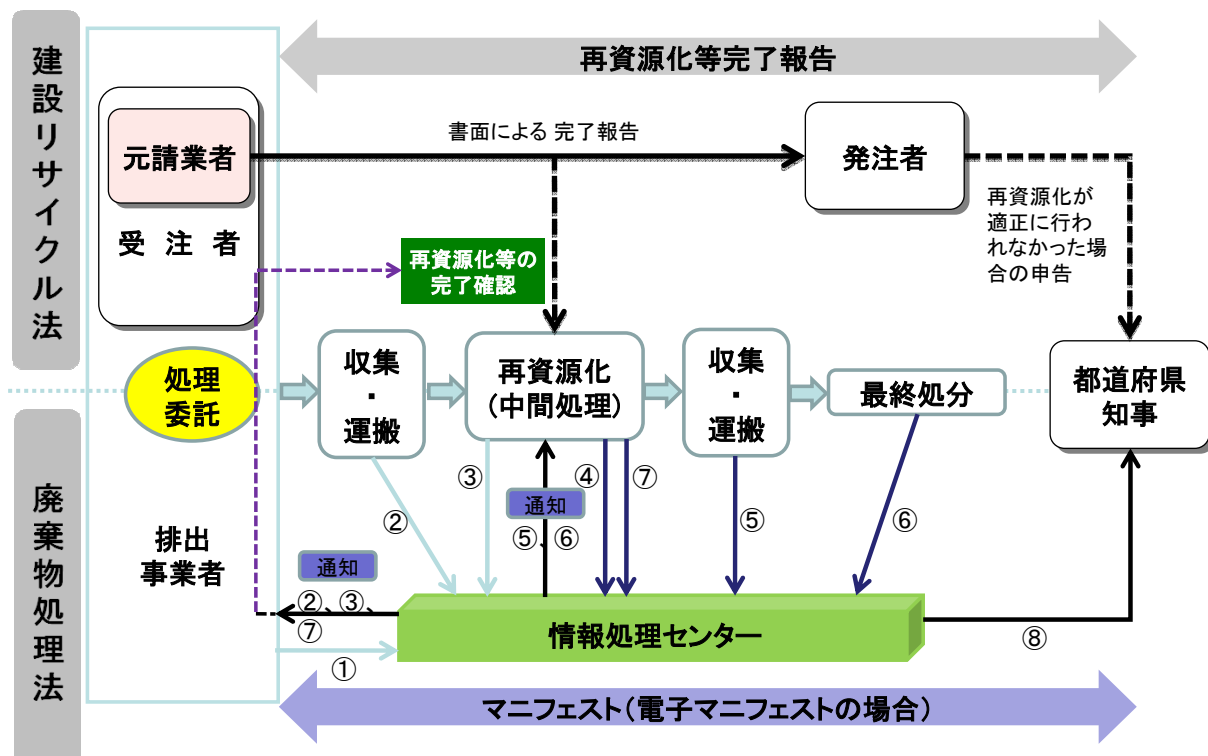 建設リサイクル法
再資源化等完了報告
元請業者
受注者
書面による 完了報告
発注者
再資源化が
適正に行わ
れなかった場
合の申告
再資源化等の
完了確認
処理
委託
収集
・
運搬
再資源化
(中間処理)
収集
・
運搬
最終処分
都道府県
知事
廃棄物処理法
排出
事業者
②
③
通知
⑤、⑥
④
⑦
⑤
⑥
通知
②、③、
⑦
①
情報処理センター
⑧
マニフェスト(電子マニフェストの場合)